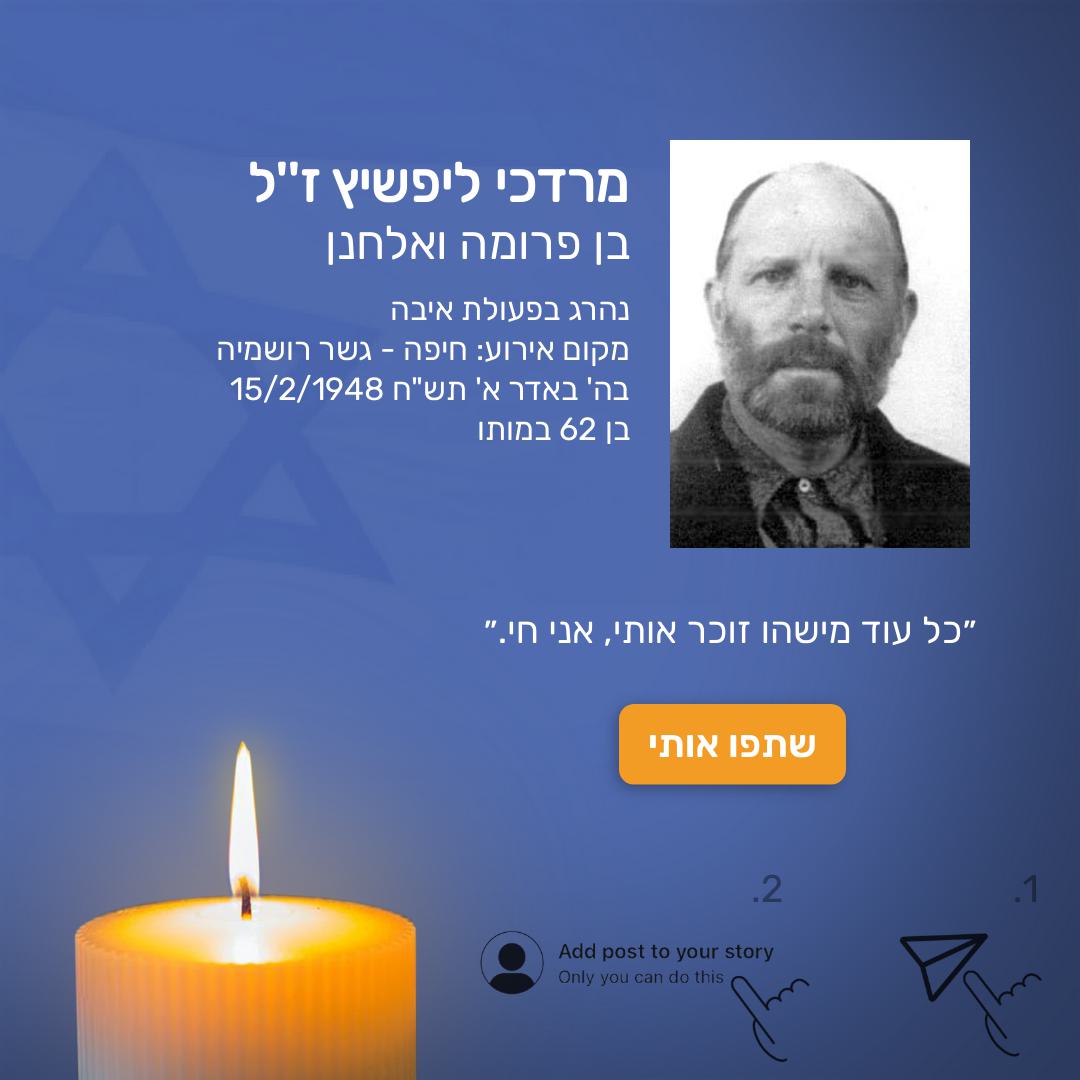 מרדכי ליפשיץ ז"ל
בן פרומה ואלחנן
נהרג בפעולת איבה
מקום אירוע: חיפה - גשר רושמיה
בה' באדר א' תש"ח 15/2/1948
בן 62 במותו
״כל עוד מישהו זוכר אותי, אני חי.״
שתפו אותי
1.
2.
Add post to your story
Only you can do this